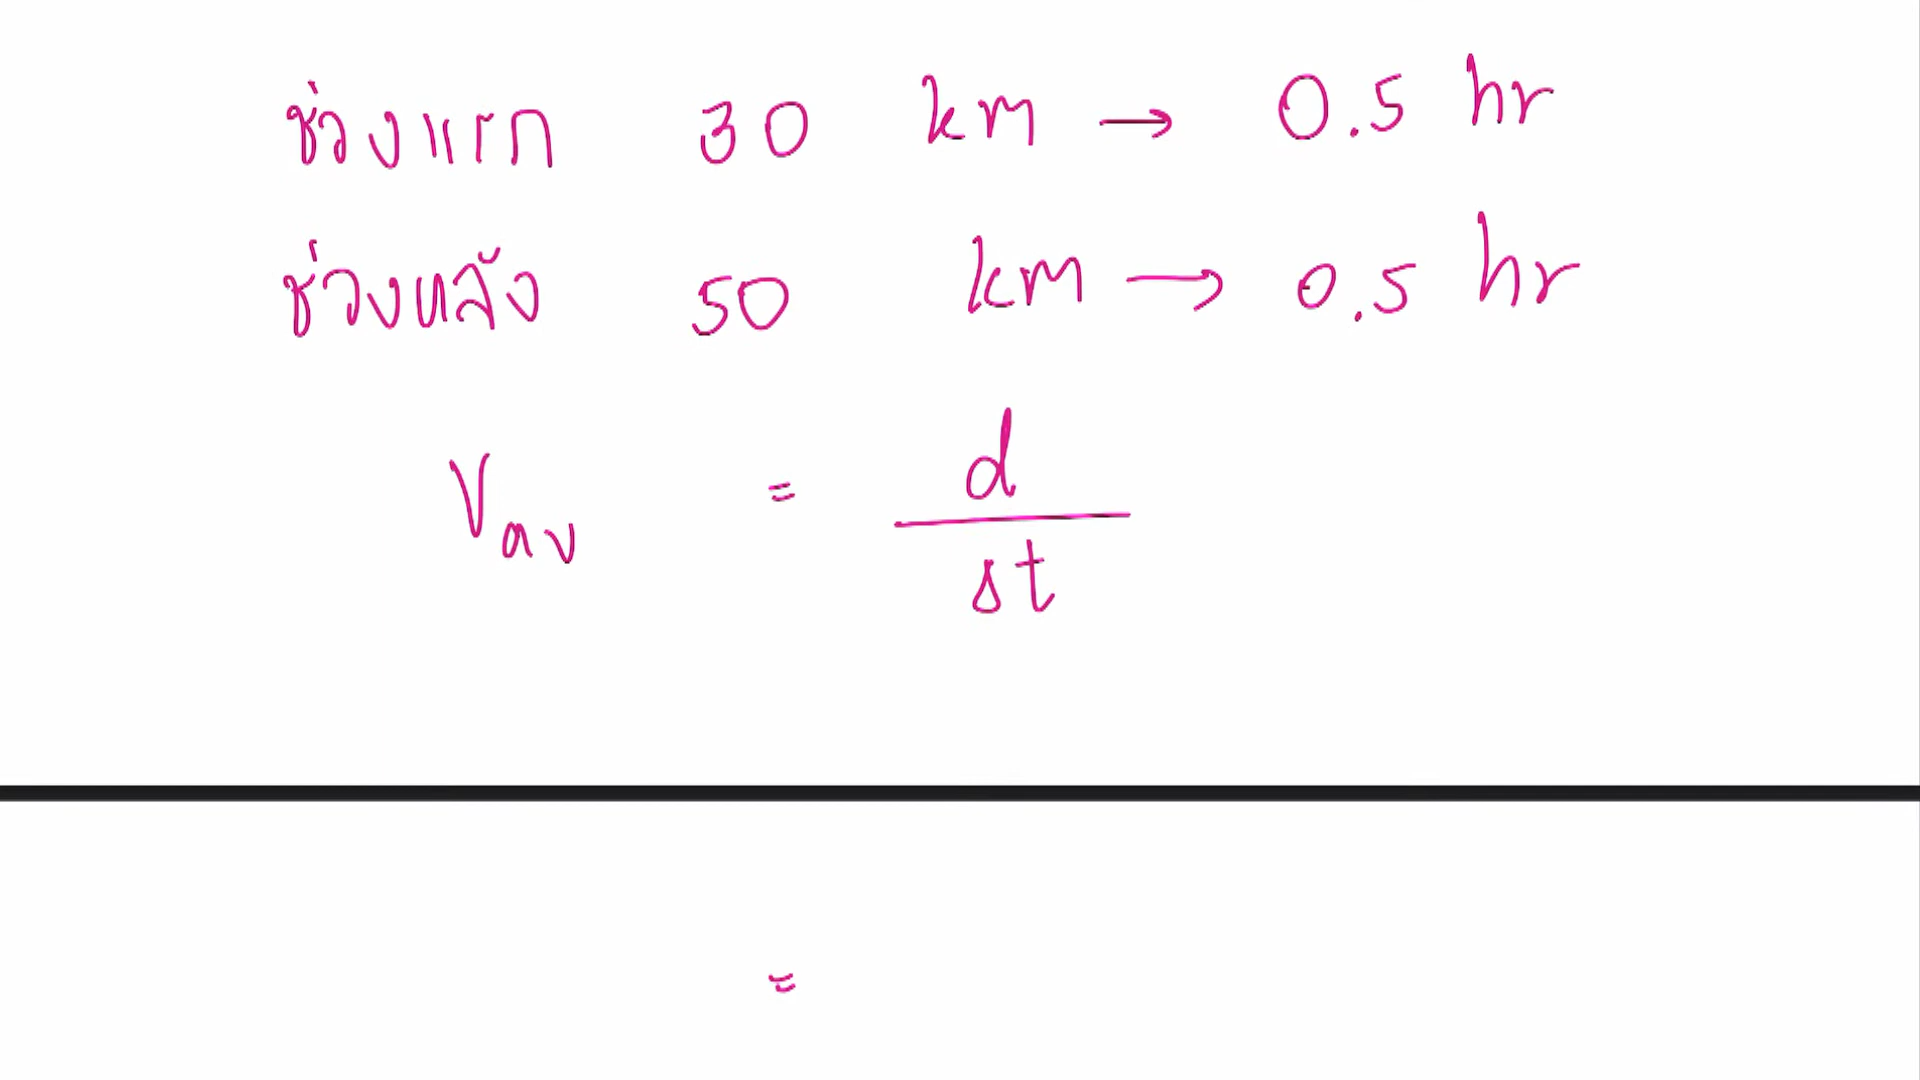 ช่วงแรก 30 km → 0.5 hr
ช่วงหลัง 50 km → 0.5 hr
Vav = d
Δt
=